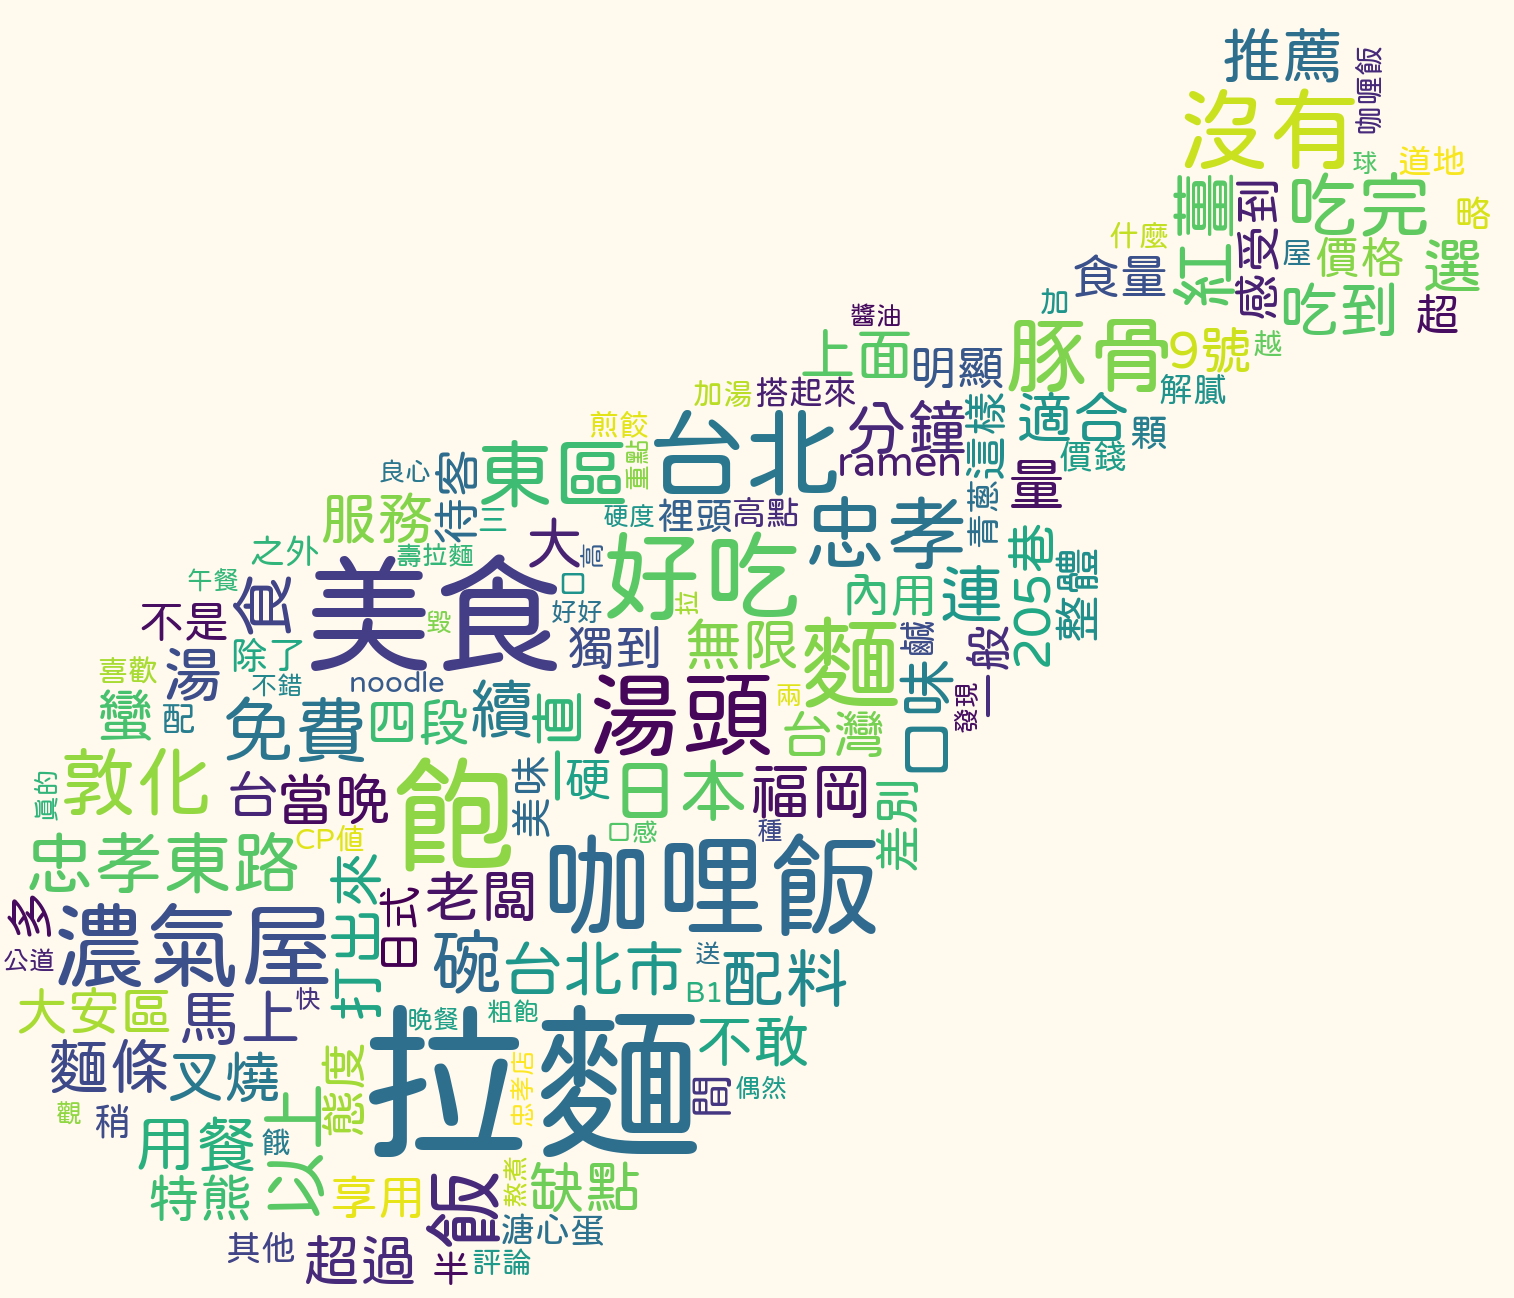 推薦
咖喱飯
沒有
球
道地
紅薑
感受到
吃完
略
什麼
屋
價格
選
食量
加
吃到
超
醬油
上面
明顯
豚骨
9號
越
加湯
搭起來
解膩
煎餃
台北
分鐘
這樣
適合
顆
東區
重點
ramen
價錢
良心
待客
量
服務
三
硬度
裡頭
高點
忠孝
青蔥
205巷
之外
壽拉麵
大
高
好吃
整體
午餐
食
美食
口
內用
連
不是
毀
好好
拉
除了
獨到
無限
麵
鹹
一般
喜歡
湯
不錯
noodle
續
湯頭
兩
口味
發現
蠻
配
免費
四段
直
台灣
敦化
真的
台
當晚
飽
美味
一
硬
日本
福岡
差別
CP值
口感
種
忠孝東路
打出來
咖哩飯
日式
老闆
多
濃氣屋
公道
碗
台北市
送
配料
大安區
馬上
快
B1
晚餐
粗飽
拉麵
不敢
麵條
叉燒
態度
忠孝店
間
偶然
觀
稍
以上
用餐
餓
特熊
享用
飯
熬煮
缺點
溏心蛋
其他
超過
半
評論